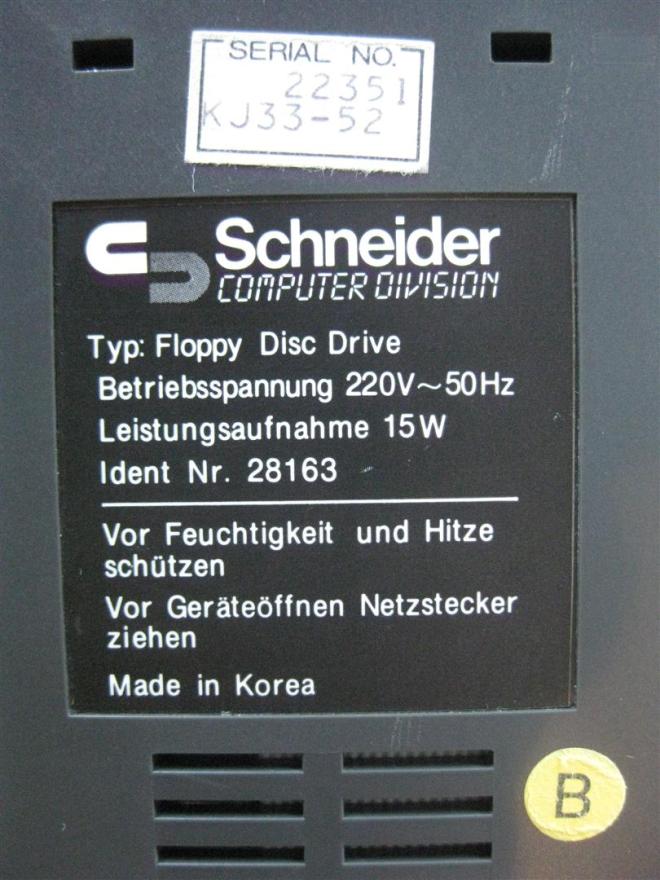 SERIAL NO.
22351
KJ33-52
Schneider
COMPUTER DIVISION
Typ: Floppy Disc Drive
Betriebsspannung 220V~50Hz
Leistungsaufnahme 15W
Ident Nr. 28163
Vor Feuchtigkeit und Hitze
schützen
Vor Geräteöffnen Netzstecker
ziehen
Made in Korea
B